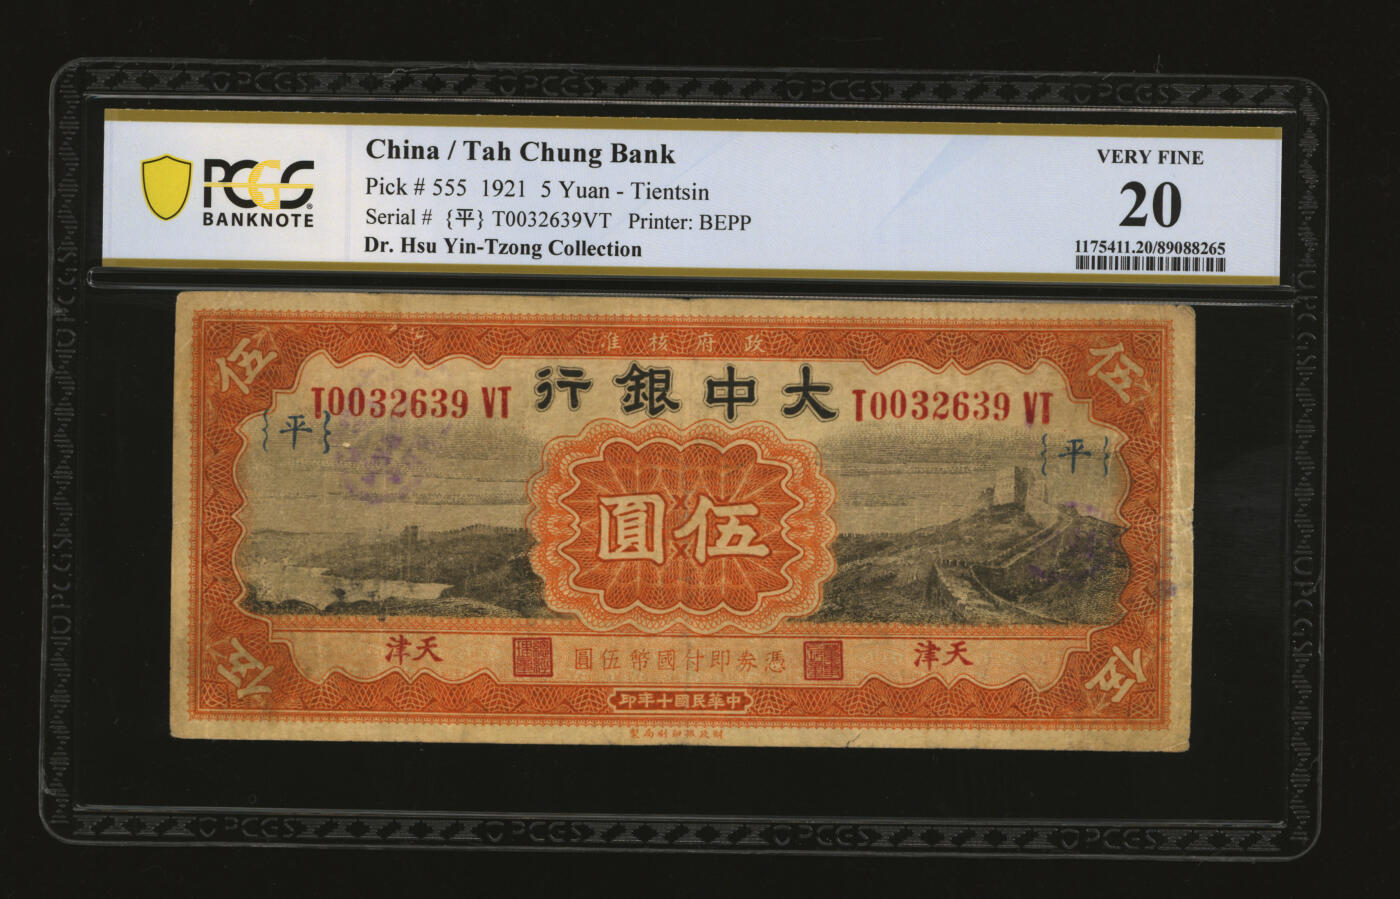 PCGS
BANKNOTE
China / Tah Chung Bank
Pick # 555 1921 5 Yuan - Tientsin
Serial # {平} T0032639VT Printer: BEPP
Dr. Hsu Yin-Tzong Collection
VERY FINE
20
1175411.20/89088265
政府核准
伍
伍
大中銀行
T0032639 VT
T0032639 VT
{平}
{平}
伍圓
天津
憑券即付國幣伍圓
天津
伍
伍
中華民國十年印
財政部印刷局製